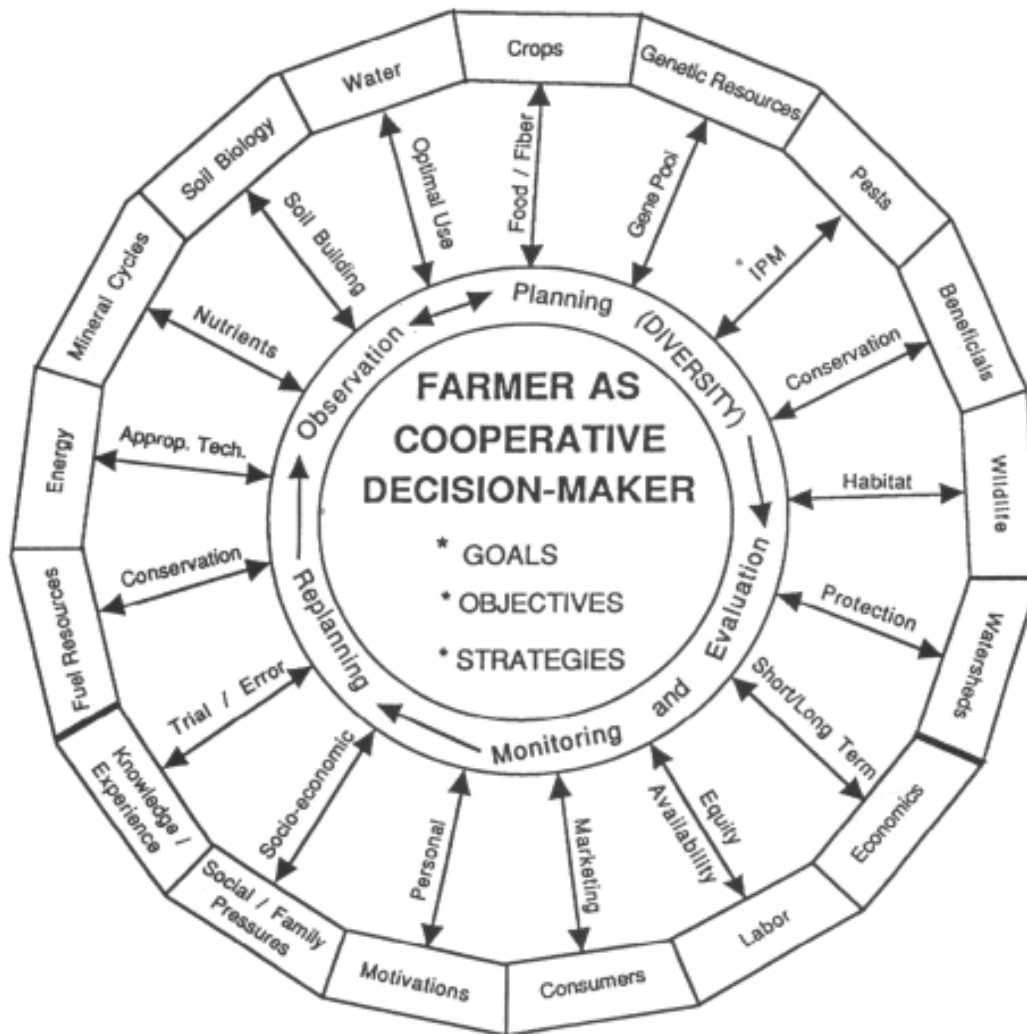 Crops
Genetic Resources
Pests
Beneficials
Wildlife
Watersheds
Economics
Labor
Consumers
Motivations
Social / Family
Pressures
Knowledge /
Experience
Fuel Resources
Energy
Mineral Cycles
Soil Biology
Water
Food / Fiber
Gene Pool
* IPM
Conservation
Habitat
Protection
Short/Long Term
Equity
Availability
Marketing
Personal
Socio-economic
Trial / Error
Conservation
Approp. Tech.
Nutrients
Soil Building
Optimal Use
Planning (DIVERSITY)
Monitoring and Evaluation
Replanning
Observation
FARMER AS
COOPERATIVE
DECISION-MAKER
* GOALS
* OBJECTIVES
* STRATEGIES